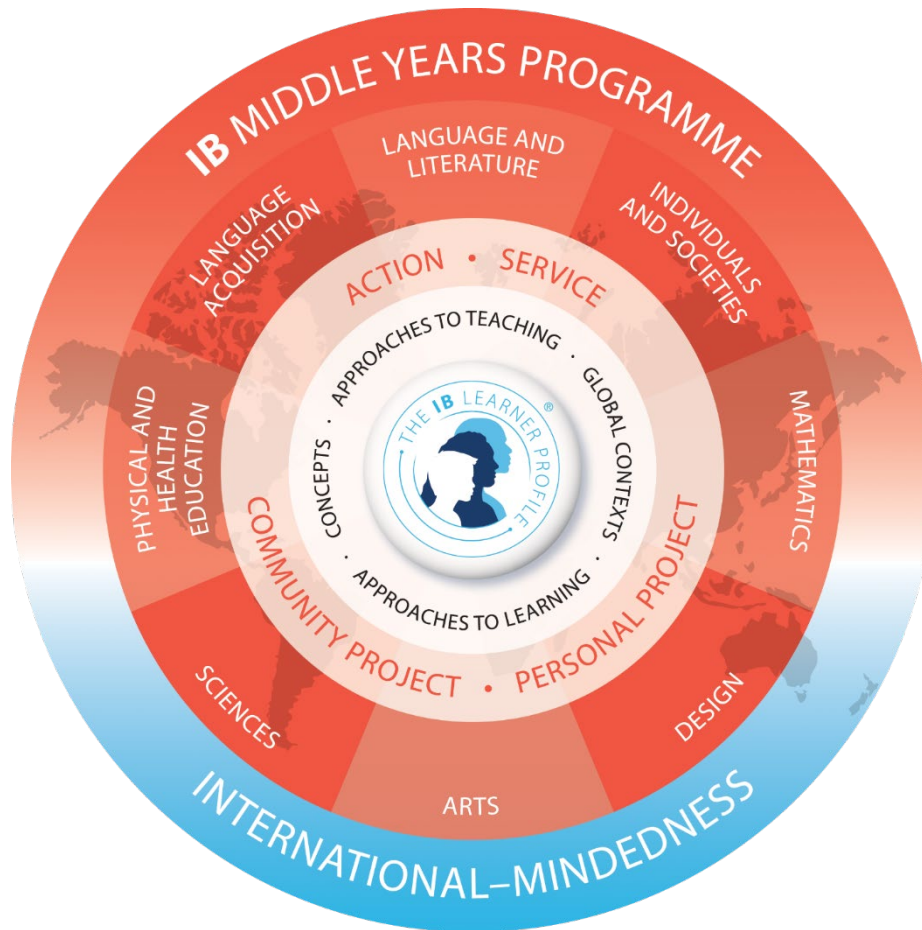 IB MIDDLE YEARS PROGRAMME
LANGUAGE AND
LITERATURE
INDIVIDUALS
AND SOCIETIES
MATHEMATICS
DESIGN
ARTS
SCIENCES
PHYSICAL AND
HEALTH
EDUCATION
LANGUAGE
ACQUISITION
ACTION • SERVICE
PERSONAL PROJECT • COMMUNITY PROJECT
APPROACHES TO TEACHING · GLOBAL CONTEXTS · APPROACHES TO LEARNING · CONCEPTS ·
THE IB LEARNER PROFILE®
INTERNATIONAL–MINDEDNESS